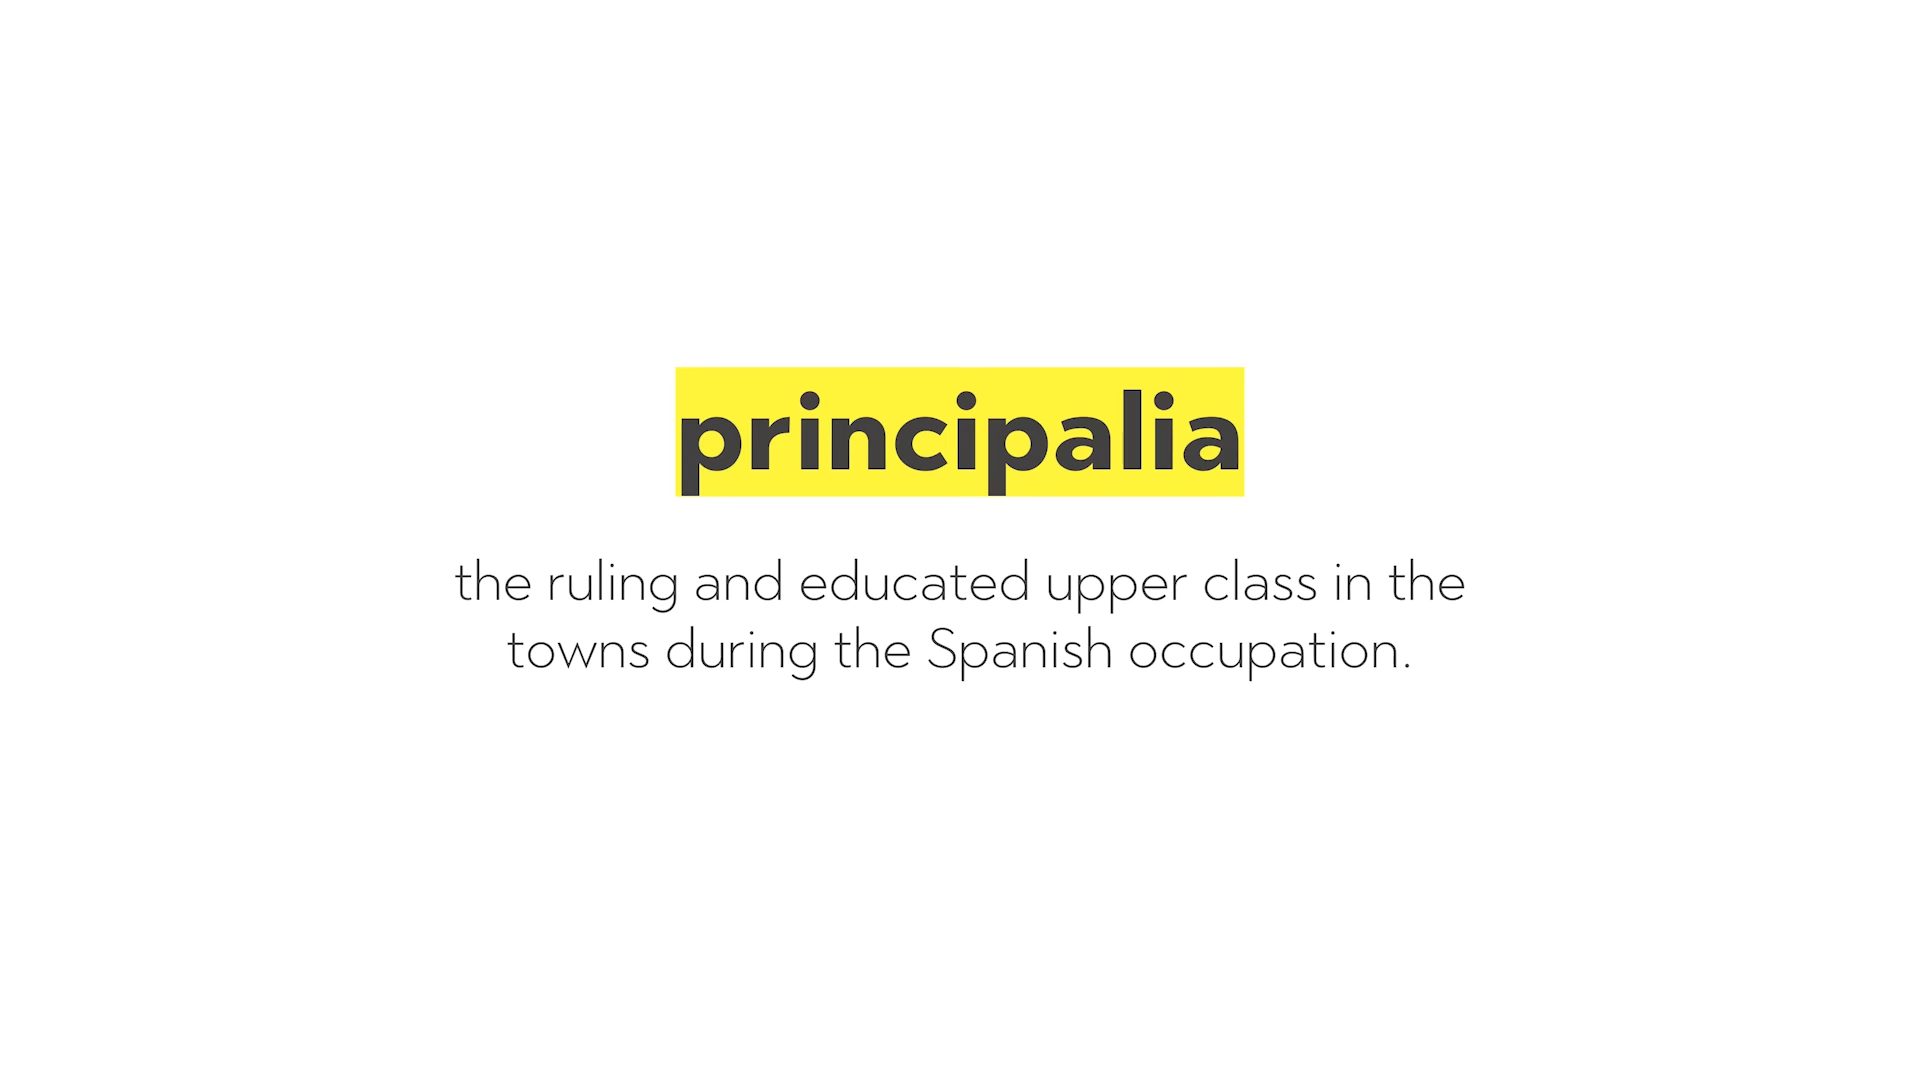 principalia
the ruling and educated upper class in the
towns during the Spanish occupation.